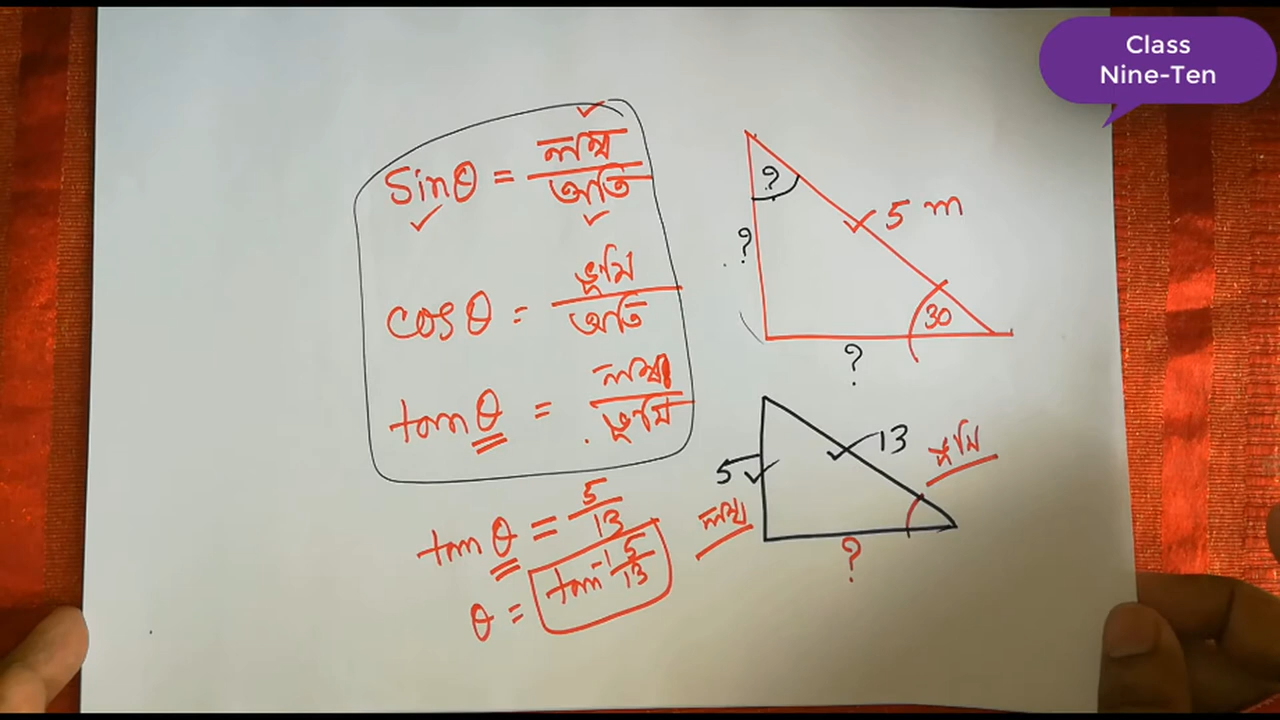 Class
Nine-Ten
Sinθ = লম্ব / অতি
cosθ = ভূমি / অতি
tanθ = লম্ব / ভূমি
tanθ = 5/13
θ = tan⁻¹ 5/13
?
5 m
?
30
?
13
ভূমি
5
লম্ব
?